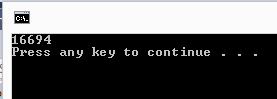 16694
Press any key to continue . . .